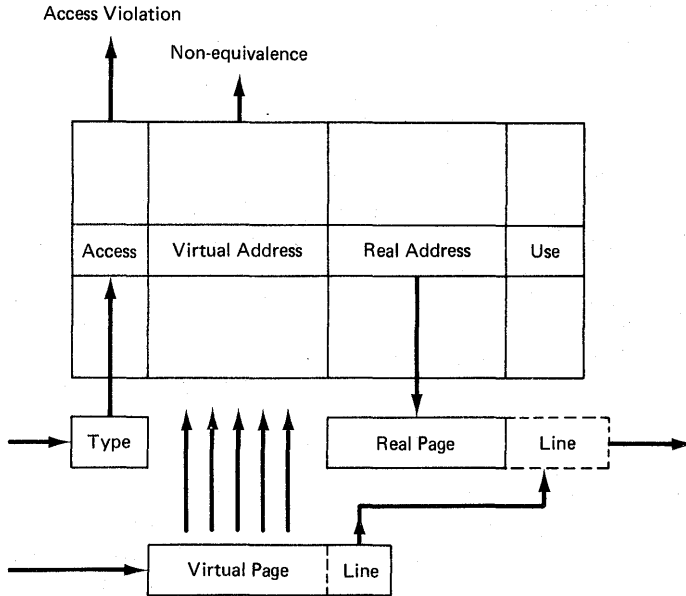 Access Violation
Non-equivalence
Access
Virtual Address
Real Address
Use
Type
Real Page
Line
Virtual Page
Line